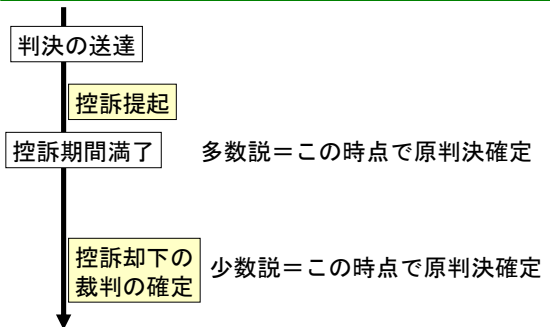 判決の送達
控訴提起
控訴期間満了 多数説＝この時点で原判決確定
控訴却下の
裁判の確定
少数説＝この時点で原判決確定